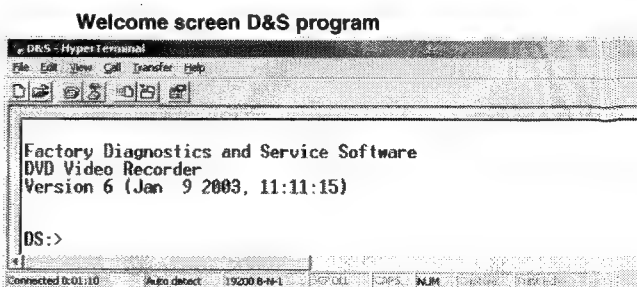 Welcome screen D&S program
D&S - HyperTerminal
File Edit View Call Transfer Help
Factory Diagnostics and Service Software
DVD Video Recorder
Version 6 (Jan 9 2003, 11:11:15)
DS:>
Connected 0:01:10 Auto detect 19200 8-N-1 SCROLL CAPS NUM